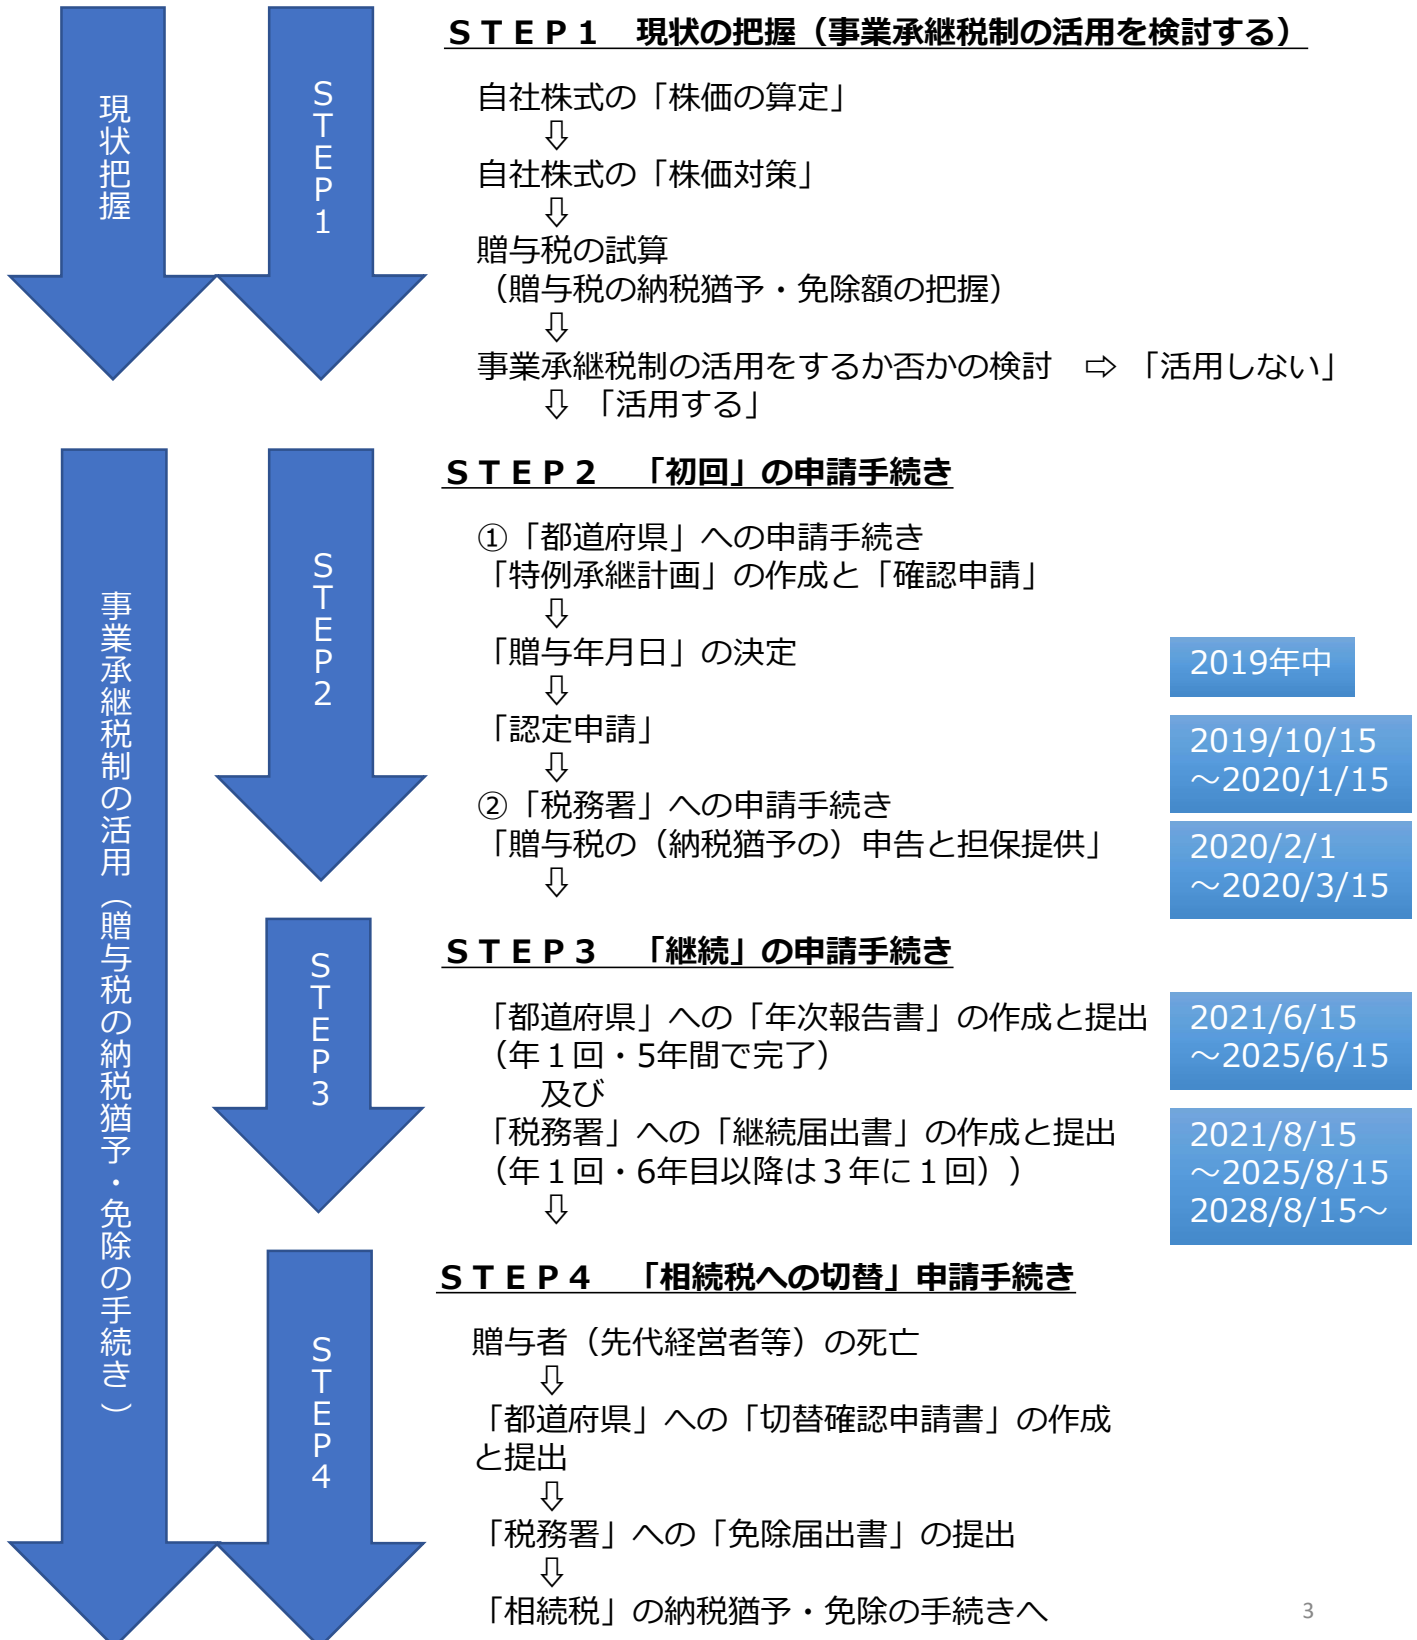 現状把握
STEP1
ＳＴＥＰ１　現状の把握（事業承継税制の活用を検討する）
自社株式の「株価の算定」
⇩
自社株式の「株価対策」
⇩
贈与税の試算
（贈与税の納税猶予・免除額の把握）
⇩
事業承継税制の活用をするか否かの検討　⇨ 「活用しない」
⇩ 「活用する」
事業承継税制の活用（贈与税の納税猶予・免除の手続き）
STEP2
ＳＴＥＰ２　「初回」の申請手続き
①「都道府県」への申請手続き
「特例承継計画」の作成と「確認申請」
⇩
「贈与年月日」の決定
2019年中
⇩
「認定申請」
2019/10/15
～2020/1/15
⇩
②「税務署」への申請手続き
「贈与税の（納税猶予の）申告と担保提供」
2020/2/1
～2020/3/15
⇩
STEP3
ＳＴＥＰ３　「継続」の申請手続き
「都道府県」への「年次報告書」の作成と提出
（年１回・5年間で完了）
2021/6/15
～2025/6/15
及び
「税務署」への「継続届出書」の作成と提出
（年１回・6年目以降は３年に１回））
2021/8/15
～2025/8/15
2028/8/15～
⇩
STEP4
ＳＴＥＰ４　「相続税への切替」申請手続き
贈与者（先代経営者等）の死亡
⇩
「都道府県」への「切替確認申請書」の作成
と提出
⇩
「税務署」への「免除届出書」の提出
⇩
「相続税」の納税猶予・免除の手続きへ
3